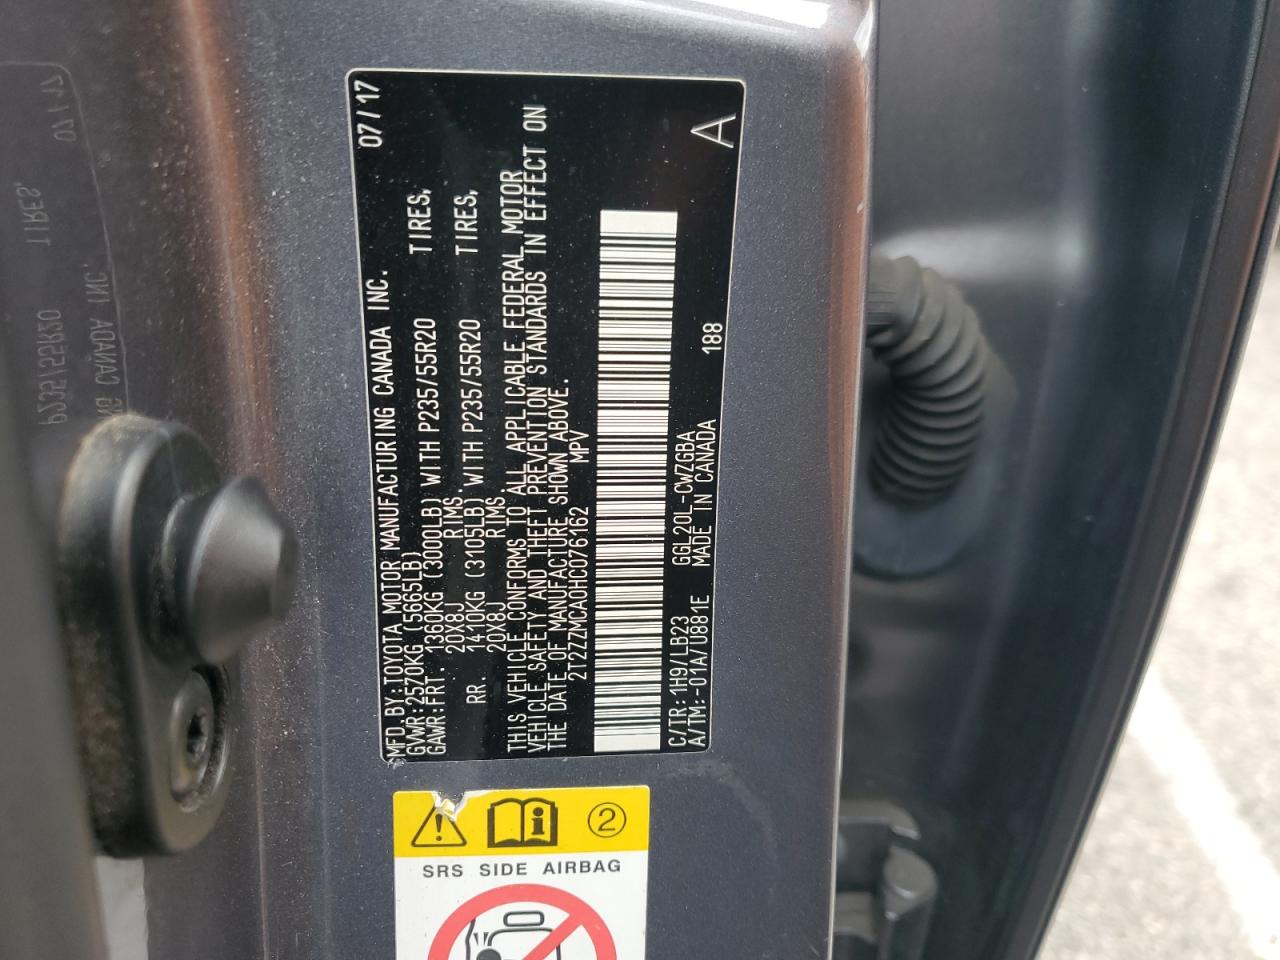 MFD.BY:TOYOTA MOTOR MANUFACTURING CANADA INC. 07/17
GVWR:2570KG (5665LB)
GAWR:FRT. 1360KG (3000LB) WITH P235/55R20 TIRES,
20X8J RIMS,
RR. 1410KG (3105LB) WITH P235/55R20 TIRES,
20X8J RIMS,
THIS VEHICLE CONFORMS TO ALL APPLICABLE FEDERAL MOTOR
VEHICLE SAFETY AND THEFT PREVENTION STANDARDS IN EFFECT ON
THE DATE OF MANUFACTURE SHOWN ABOVE.
2T2ZZMCA0HC076162 MPV
C/TR:1H9/LB23 GGL20L-CWZGBA
A/TM:-01A/U881E MADE IN CANADA 188 A
2
SRS SIDE AIRBAG